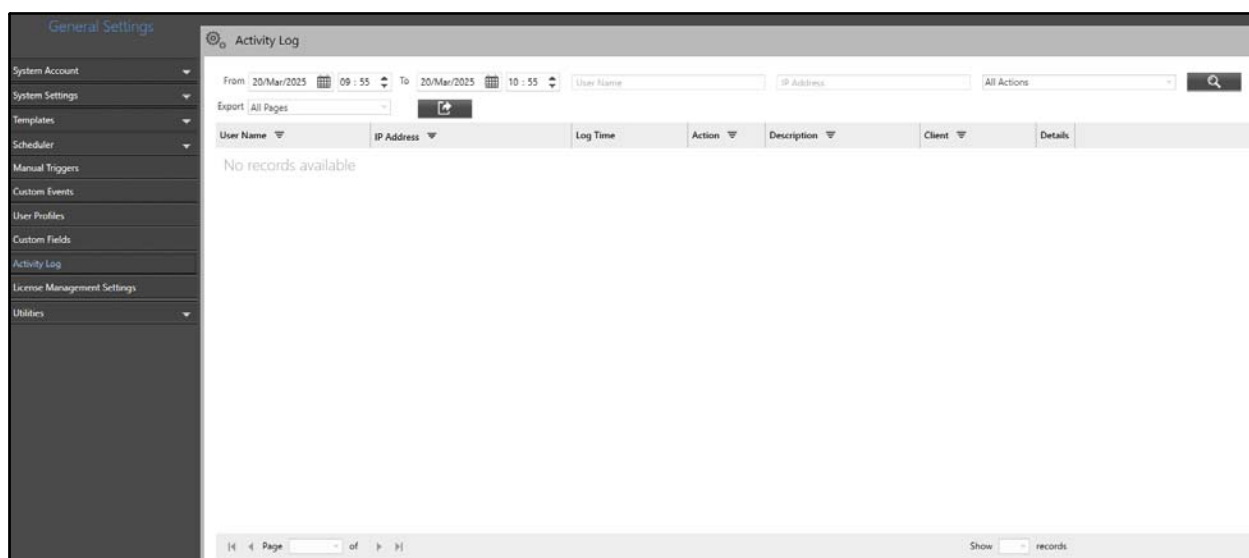 General Settings
Activity Log
System Account
System Settings
Templates
Scheduler
Manual Triggers
Custom Events
User Profiles
Custom Fields
Activity Log
License Management Settings
Utilities
From 20/Mar/2025 09 : 55 To 20/Mar/2025 10 : 55 User Name IP Address All Actions
Export All Pages
User Name IP Address Log Time Action Description Client Details
No records available
Page of Show records